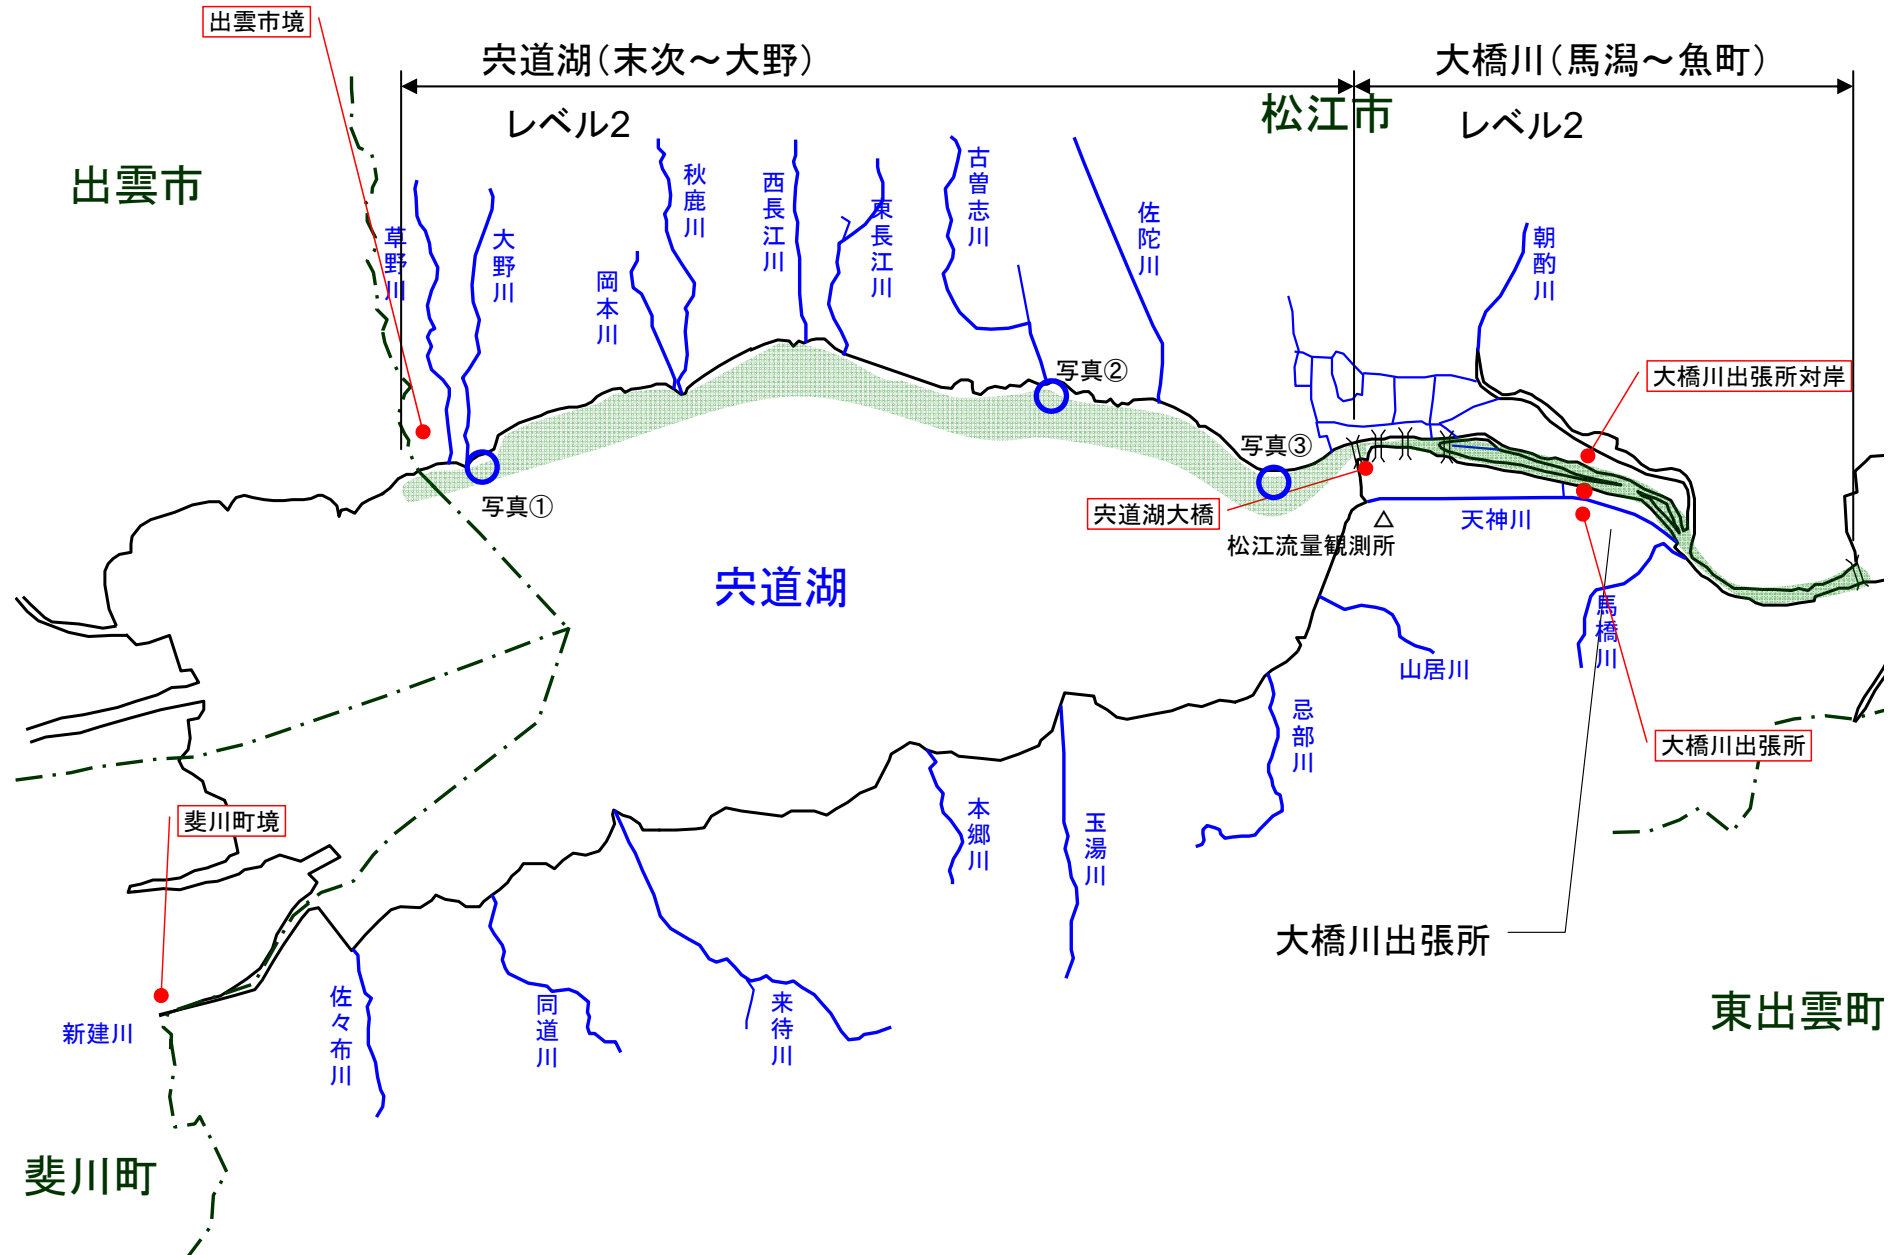 出雲市境
宍道湖（末次～大野）
大橋川（馬潟～魚町）
レベル2
松江市
レベル2
出雲市
草野川
大野川
岡本川
秋鹿川
西長江川
東長江川
古曽志川
佐陀川
朝酌川
写真②
大橋川出張所対岸
写真③
写真①
宍道湖大橋
天神川
松江流量観測所
宍道湖
馬橋川
山居川
忌部川
大橋川出張所
斐川町境
本郷川
玉湯川
大橋川出張所
佐々布川
同道川
来待川
新建川
東出雲町
斐川町